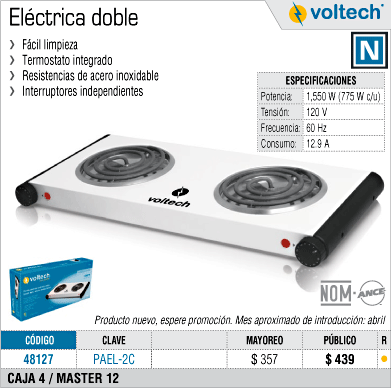 Eléctrica doble
voltech
Fácil limpieza
Termostato integrado
Resistencias de acero inoxidable
Interruptores independientes
N
ESPECIFICACIONES
Potencia: 1,550 W (775 W c/u)
Tensión: 120 V
Frecuencia: 60 Hz
Consumo: 12.9 A
voltech
voltech
NOM-ANCE
Producto nuevo, espere promoción. Mes aproximado de introducción: abril
CÓDIGO CLAVE MAYOREO PÚBLICO R
48127 PAEL-2C $ 357 $ 439
CAJA 4 / MASTER 12